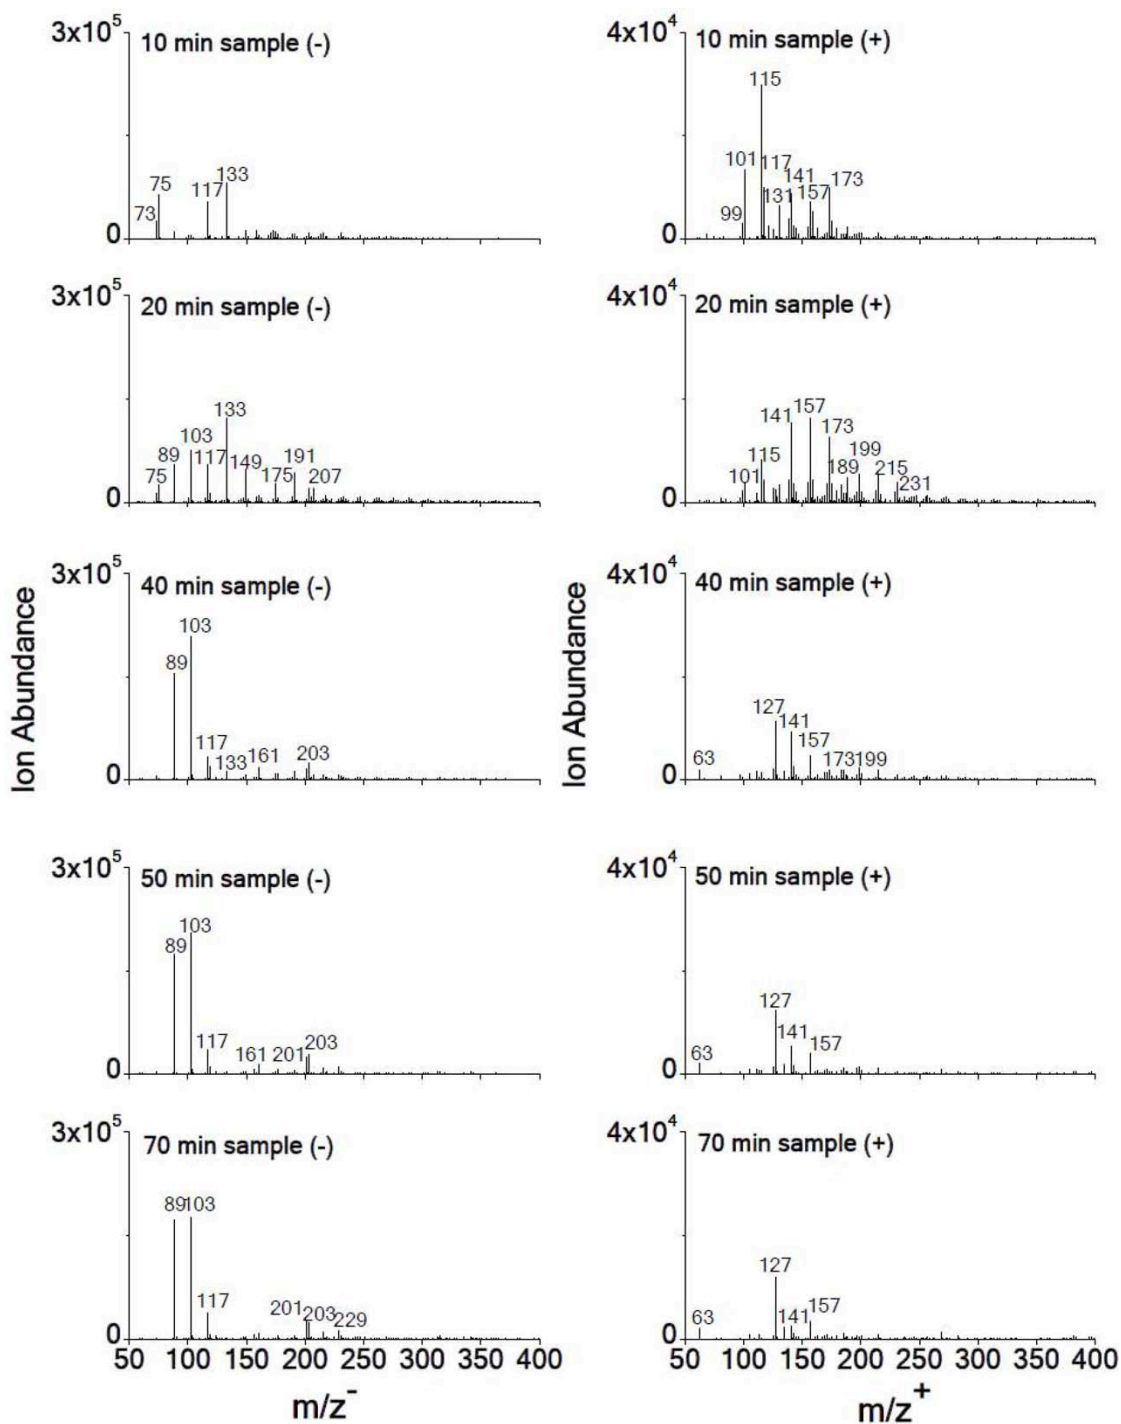 3x10^5
10 min sample (-)
133
75
117
73
0
4x10^4
10 min sample (+)
115
101
117
141
173
131
157
99
0
3x10^5
20 min sample (-)
133
103
89
117
149
191
75
175
207
0
4x10^4
20 min sample (+)
157
141
173
199
115
189
215
101
231
0
3x10^5
40 min sample (-)
103
89
117
133
161
203
0
4x10^4
40 min sample (+)
127
141
157
63
173
199
0
Ion Abundance
Ion Abundance
3x10^5
50 min sample (-)
103
89
117
161
201
203
0
4x10^4
50 min sample (+)
127
141
157
63
0
3x10^5
70 min sample (-)
89
103
117
201
203
229
0
50 100 150 200 250 300 350 400
m/z^-
4x10^4
70 min sample (+)
127
63
141
157
0
50 100 150 200 250 300 350 400
m/z^+